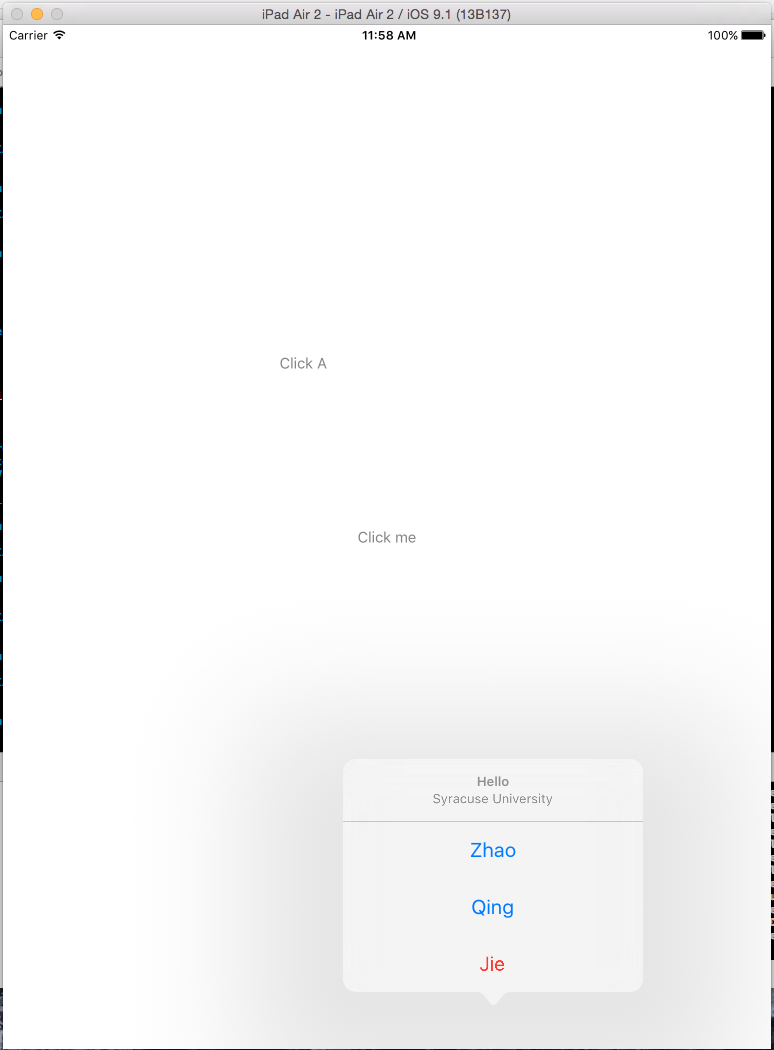 iPad Air 2 - iPad Air 2 / iOS 9.1 (13B137)
Carrier 11:58 AM 100%
Click A
Click me
Hello
Syracuse University
Zhao
Qing
Jie